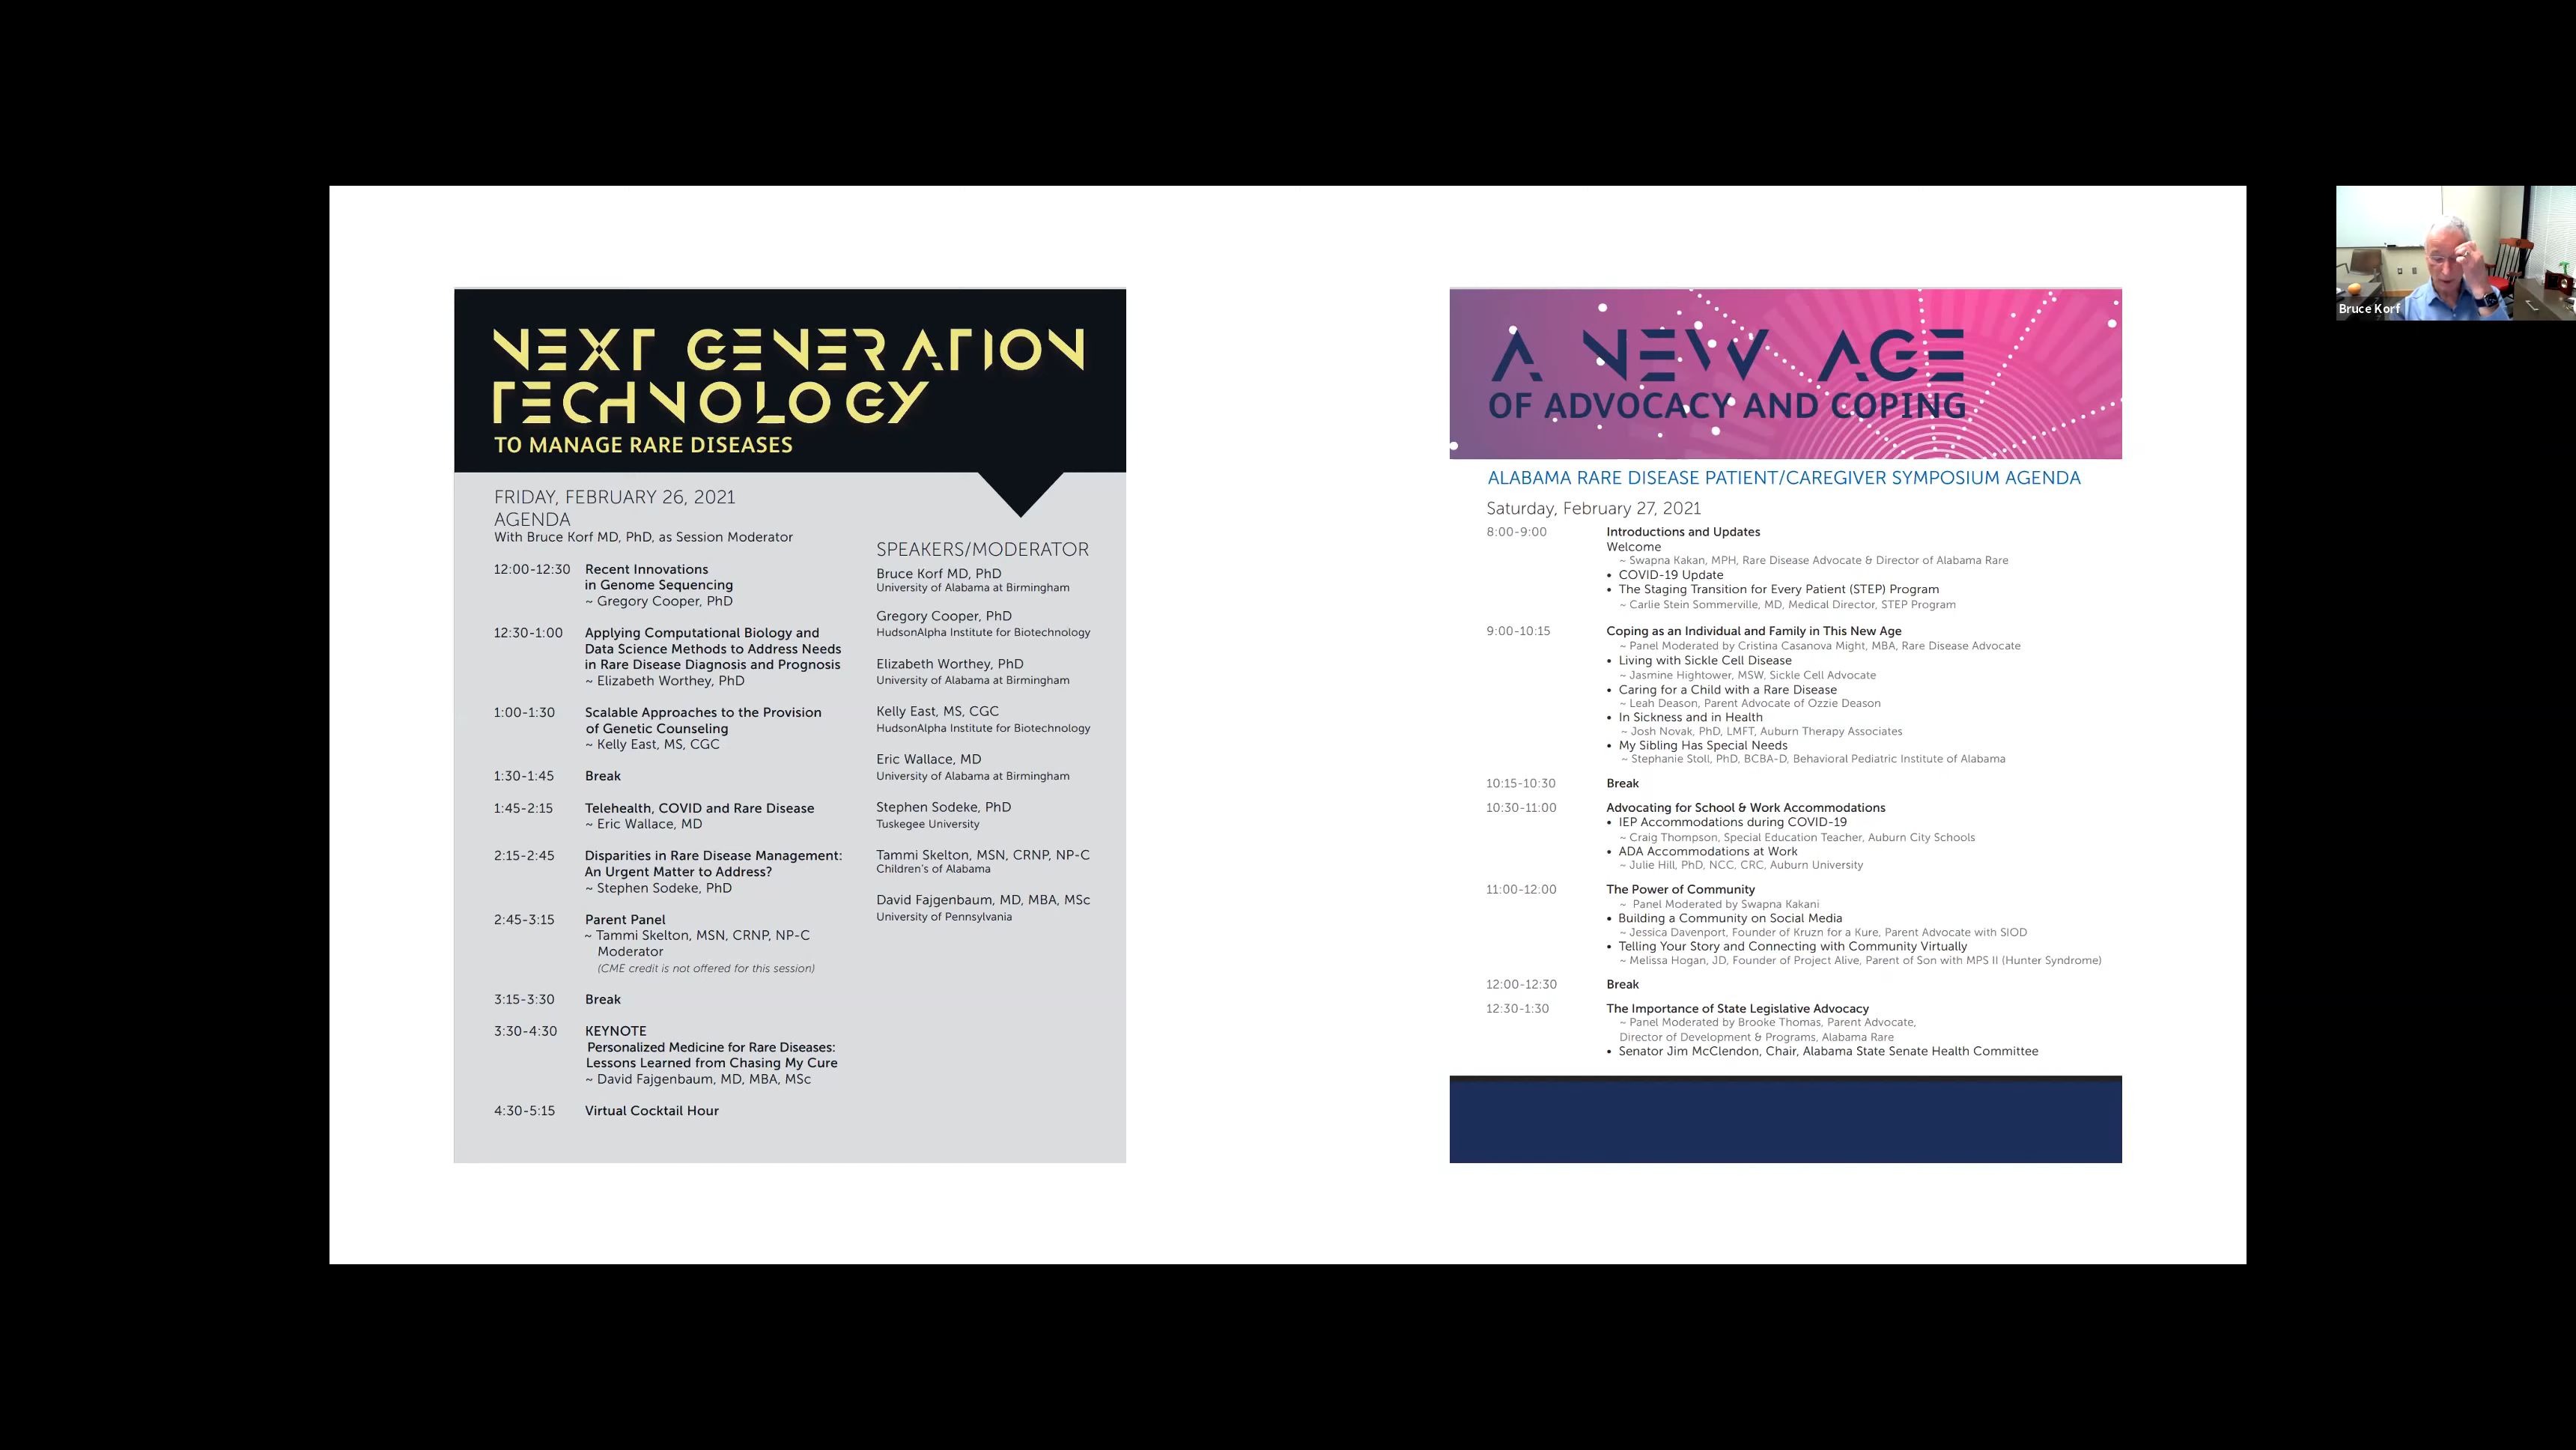 NEXT GENERATION
TECHNOLOGY
TO MANAGE RARE DISEASES
FRIDAY, FEBRUARY 26, 2021
AGENDA
With Bruce Korf MD, PhD, as Session Moderator
12:00-12:30 Recent Innovations
in Genome Sequencing
~ Gregory Cooper, PhD
12:30-1:00 Applying Computational Biology and
Data Science Methods to Address Needs
in Rare Disease Diagnosis and Prognosis
~ Elizabeth Worthey, PhD
1:00-1:30 Scalable Approaches to the Provision
of Genetic Counseling
~ Kelly East, MS, CGC
1:30-1:45 Break
1:45-2:15 Telehealth, COVID and Rare Disease
~ Eric Wallace, MD
2:15-2:45 Disparities in Rare Disease Management:
An Urgent Matter to Address?
~ Stephen Sodeke, PhD
2:45-3:15 Parent Panel
~ Tammi Skelton, MSN, CRNP, NP-C
Moderator
(CME credit is not offered for this session)
3:15-3:30 Break
3:30-4:30 KEYNOTE
Personalized Medicine for Rare Diseases:
Lessons Learned from Chasing My Cure
~ David Fajgenbaum, MD, MBA, MSc
4:30-5:15 Virtual Cocktail Hour
SPEAKERS/MODERATOR
Bruce Korf MD, PhD
University of Alabama at Birmingham
Gregory Cooper, PhD
HudsonAlpha Institute for Biotechnology
Elizabeth Worthey, PhD
University of Alabama at Birmingham
Kelly East, MS, CGC
HudsonAlpha Institute for Biotechnology
Eric Wallace, MD
University of Alabama at Birmingham
Stephen Sodeke, PhD
Tuskegee University
Tammi Skelton, MSN, CRNP, NP-C
Children's of Alabama
David Fajgenbaum, MD, MBA, MSc
University of Pennsylvania
A NEW AGE
OF ADVOCACY AND COPING
ALABAMA RARE DISEASE PATIENT/CAREGIVER SYMPOSIUM AGENDA
Saturday, February 27, 2021
8:00-9:00 Introductions and Updates
Welcome
~ Swapna Kakan, MPH, Rare Disease Advocate & Director of Alabama Rare
• COVID-19 Update
• The Staging Transition for Every Patient (STEP) Program
~ Carlie Stein Sommerville, MD, Medical Director, STEP Program
9:00-10:15 Coping as an Individual and Family in This New Age
~ Panel Moderated by Cristina Casanova Might, MBA, Rare Disease Advocate
• Living with Sickle Cell Disease
~ Jasmine Hightower, MSW, Sickle Cell Advocate
• Caring for a Child with a Rare Disease
~ Leah Deason, Parent Advocate of Ozzie Deason
• In Sickness and in Health
~ Josh Novak, PhD, LMFT, Auburn Therapy Associates
• My Sibling Has Special Needs
~ Stephanie Stoll, PhD, BCBA-D, Behavioral Pediatric Institute of Alabama
10:15-10:30 Break
10:30-11:00 Advocating for School & Work Accommodations
• IEP Accommodations during COVID-19
~ Craig Thompson, Special Education Teacher, Auburn City Schools
• ADA Accommodations at Work
~ Julie Hill, PhD, NCC, CRC, Auburn University
11:00-12:00 The Power of Community
~ Panel Moderated by Swapna Kakani
• Building a Community on Social Media
~ Jessica Davenport, Founder of Kruzn for a Kure, Parent Advocate with SIOD
• Telling Your Story and Connecting with Community Virtually
~ Melissa Hogan, JD, Founder of Project Alive, Parent of Son with MPS II (Hunter Syndrome)
12:00-12:30 Break
12:30-1:30 The Importance of State Legislative Advocacy
~ Panel Moderated by Brooke Thomas, Parent Advocate,
Director of Development & Programs, Alabama Rare
• Senator Jim McClendon, Chair, Alabama State Senate Health Committee
Bruce Korf